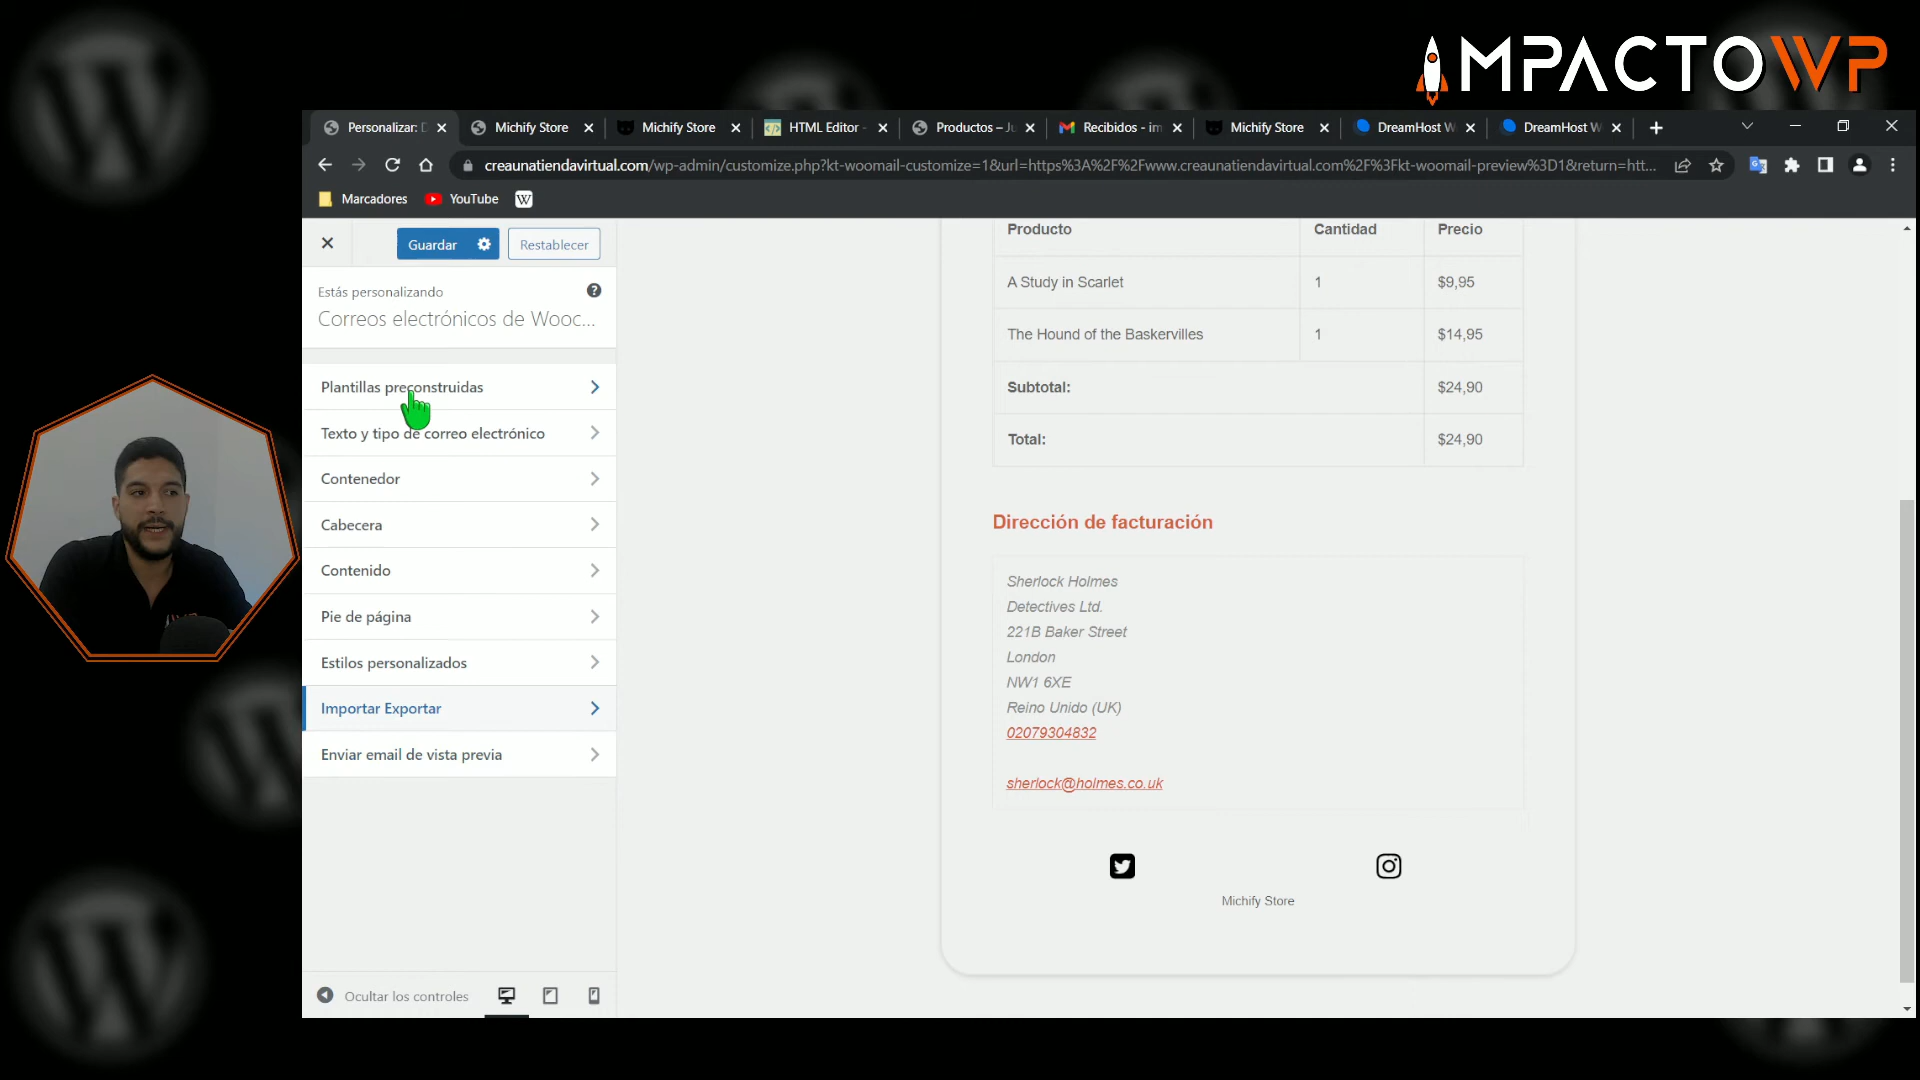 IMPACTOWP
Personalizar: D
Michify Store
Michify Store
HTML Editor -
Productos – Ju
Recibidos - im
Michify Store
DreamHost W
DreamHost W
creaunatiendavirtual.com/wp-admin/customize.php?kt-woomail-customize=1&url=https%3A%2F%2Fwww.creaunatiendavirtual.com%2F%3Fkt-woomail-preview%3D1&return=htt...
Marcadores
YouTube
Guardar
Restablecer
Estás personalizando
Correos electrónicos de Wooc...
Plantillas preconstruidas
Texto y tipo de correo electrónico
Contenedor
Cabecera
Contenido
Pie de página
Estilos personalizados
Importar Exportar
Enviar email de vista previa
Ocultar los controles
Producto Cantidad Precio
A Study in Scarlet 1 $9,95
The Hound of the Baskervilles 1 $14,95
Subtotal: $24,90
Total: $24,90
Dirección de facturación
Sherlock Holmes
Detectives Ltd.
221B Baker Street
London
NW1 6XE
Reino Unido (UK)
02079304832
sherlock@holmes.co.uk
Michify Store